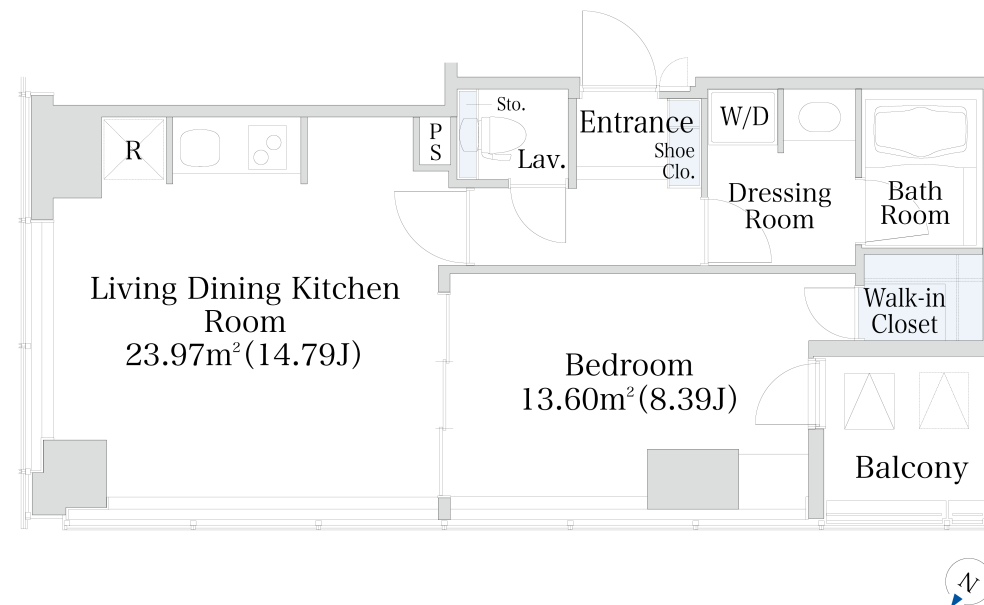 Sto.
P
S
Entrance
W/D
R
Lav.
Shoe
Clo.
Dressing
Room
Bath
Room
Living Dining Kitchen
Room
23.97m²(14.79J)
Walk-in
Closet
Bedroom
13.60m²(8.39J)
Balcony
N